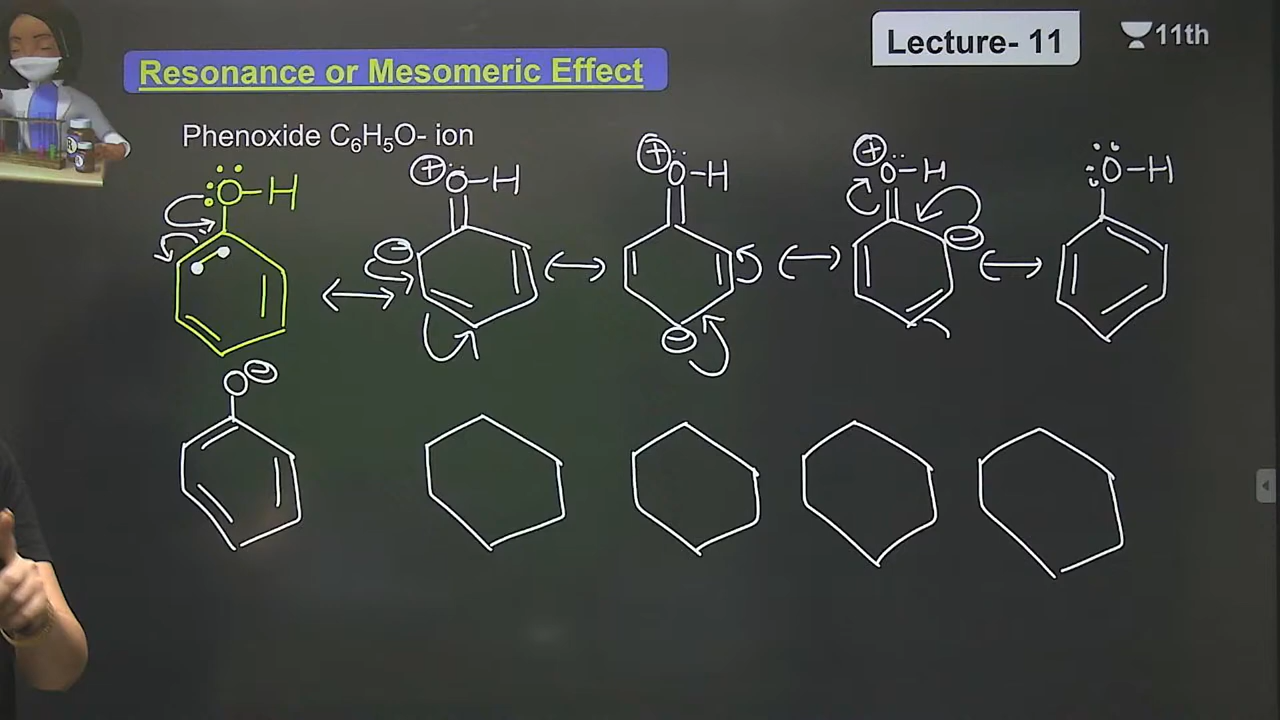 Lecture- 11
11th
Resonance or Mesomeric Effect
Phenoxide C₆H₅O- ion
:Ö-H ⊕Ö-H ⊕Ö-H ⊕Ö-H :Ö-H
⊖ ⊖
⊖
O⊖